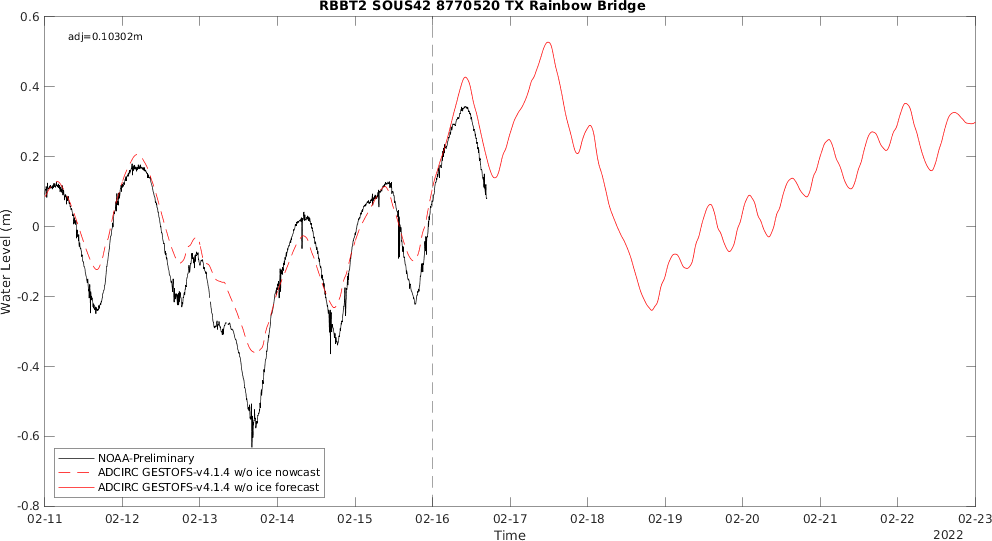 RBBT2 SOUS42 8770520 TX Rainbow Bridge
adj=0.10302m
0.6
0.4
0.2
0
-0.2
-0.4
-0.6
-0.8
Water Level (m)
NOAA-Preliminary
ADCIRC GESTOFS-v4.1.4 w/o ice nowcast
ADCIRC GESTOFS-v4.1.4 w/o ice forecast
02-11 02-12 02-13 02-14 02-15 02-16 02-17 02-18 02-19 02-20 02-21 02-22 02-23
Time
2022